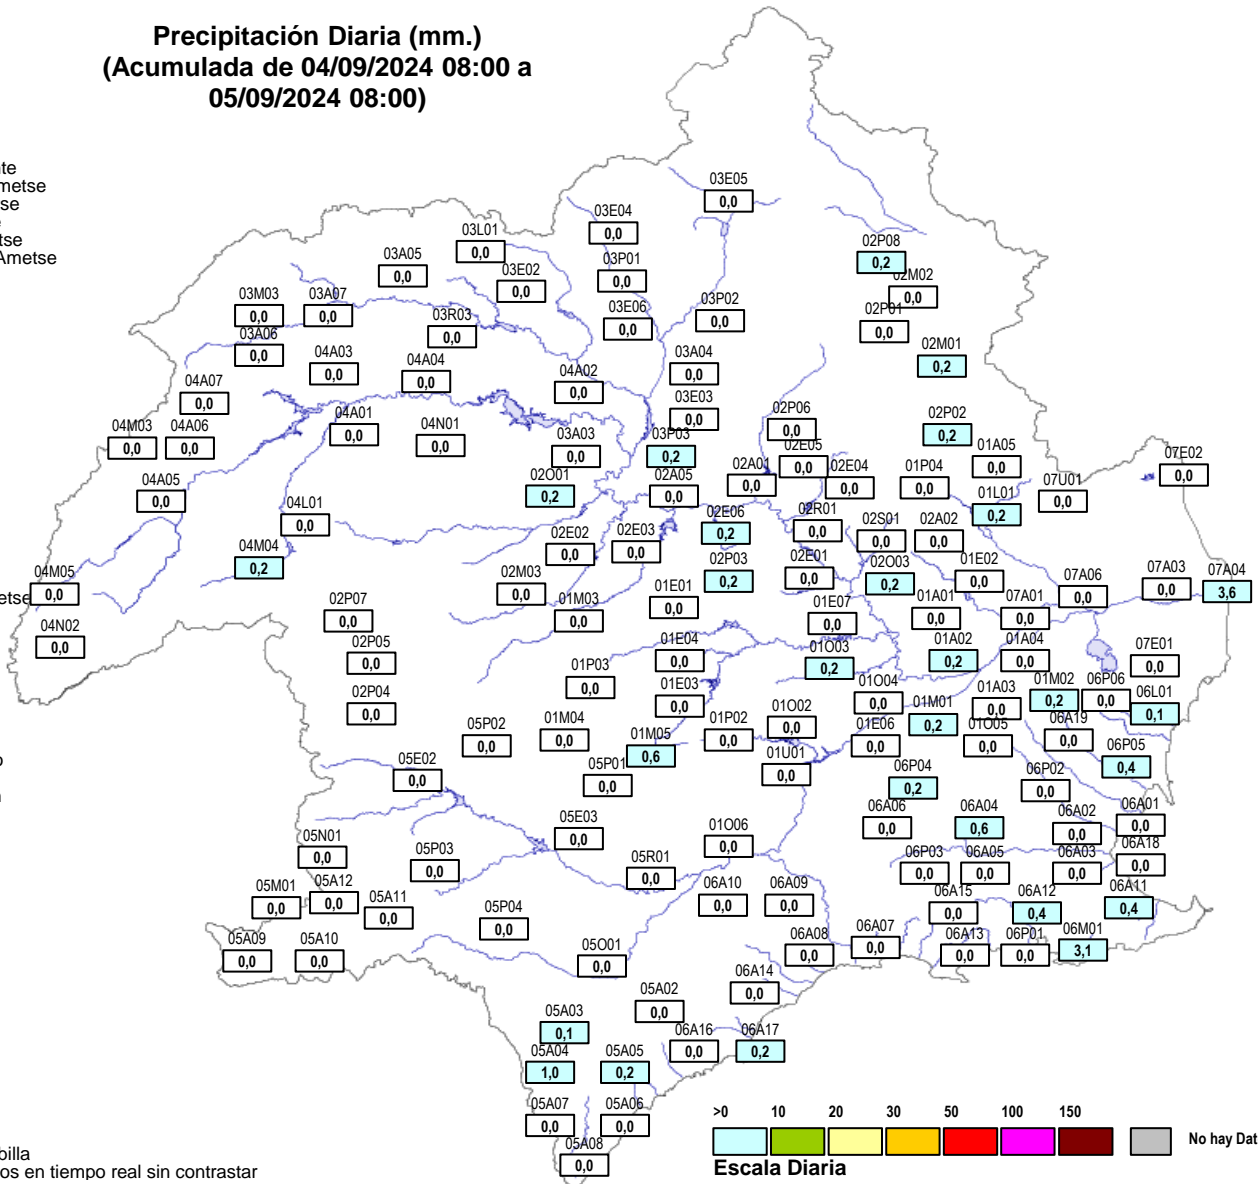 Precipitación Diaria (mm.)
(Acumulada de 04/09/2024 08:00 a
05/09/2024 08:00)
03E05
0,0
03E04
0,0
03L01
0,0
03A05
0,0
03E02
0,0
03P01
0,0
02P08
0,2
02M02
0,0
03M03
0,0
03A07
0,0
03R03
0,0
03E06
0,0
03P02
0,0
02P01
0,0
03A06
0,0
04A03
0,0
04A04
0,0
04A02
0,0
03A04
0,0
02M01
0,2
04A07
0,0
04A01
0,0
04N01
0,0
03E03
0,0
02P06
0,0
02P02
0,2
04M03
0,0
04A06
0,0
03A03
0,0
03P03
0,2
02E05
0,0
01A05
0,0
07E02
0,0
04A05
0,0
02O01
0,2
02A05
0,0
02A01
0,0
02E04
0,0
01P04
0,0
07U01
0,0
01L01
0,2
04L01
0,0
02E02
0,0
02E03
0,0
02E06
0,2
02R01
0,0
02S01
0,0
02A02
0,0
04M04
0,2
04M05
0,0
etse
04N02
0,0
02M03
0,0
01M03
0,0
01E01
0,0
02P03
0,2
02E01
0,0
02O03
0,2
01E02
0,0
07A06
0,0
07A03
0,0
07A04
3,6
02P07
0,0
01E07
0,0
01A01
0,0
07A01
0,0
02P05
0,0
01E04
0,0
01O03
0,2
01A02
0,2
01A04
0,0
07E01
0,0
02P04
0,0
01P03
0,0
01E03
0,0
01O04
0,0
01A03
0,0
01M02
0,2
06P06
0,0
06L01
0,1
05P02
0,0
01M04
0,0
01M05
0,6
01P02
0,0
01O02
0,0
01E06
0,0
01M01
0,2
01O05
0,0
06A19
0,0
06P05
0,4
05E02
0,0
05P01
0,0
01U01
0,0
06P04
0,2
06P02
0,0
05E03
0,0
01O06
0,0
06A06
0,0
06A04
0,6
06A02
0,0
06A01
0,0
05N01
0,0
05P03
0,0
05R01
0,0
06P03
0,0
06A05
0,0
06A03
0,0
06A18
0,0
05M01
0,0
05A12
0,0
05A11
0,0
05P04
0,0
06A10
0,0
06A09
0,0
06A15
0,0
06A12
0,4
06A11
0,4
05A09
0,0
05A10
0,0
05O01
0,0
06A08
0,0
06A07
0,0
06A13
0,0
06P01
0,0
06M01
3,1
06A14
0,0
05A02
0,0
05A03
0,1
06A16
0,0
06A17
0,2
05A04
1,0
05A05
0,2
05A07
0,0
05A06
0,0
05A08
0,0
>0 10 20 30 50 100 150
No hay Dat
Escala Diaria
billa
os en tiempo real sin contrastar